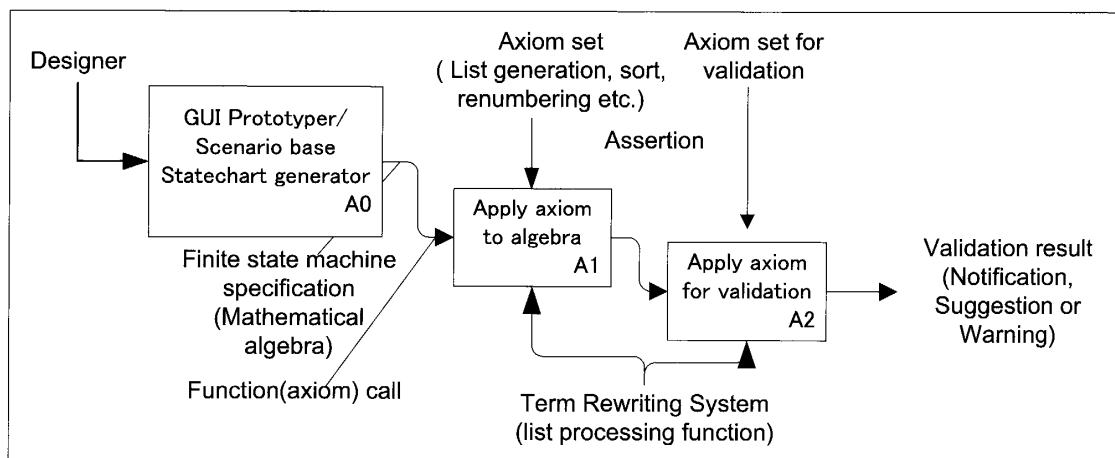 Designer
GUI Prototyper/
Scenario base
Statechart generator
A0
Axiom set
( List generation, sort,
renumbering etc.)
Axiom set for
validation
Assertion
Apply axiom
to algebra
A1
Finite state machine
specification
(Mathematical
algebra)
Function(axiom) call
Apply axiom
for validation
A2
Validation result
(Notification,
Suggestion or
Warning)
Term Rewriting System
(list processing function)